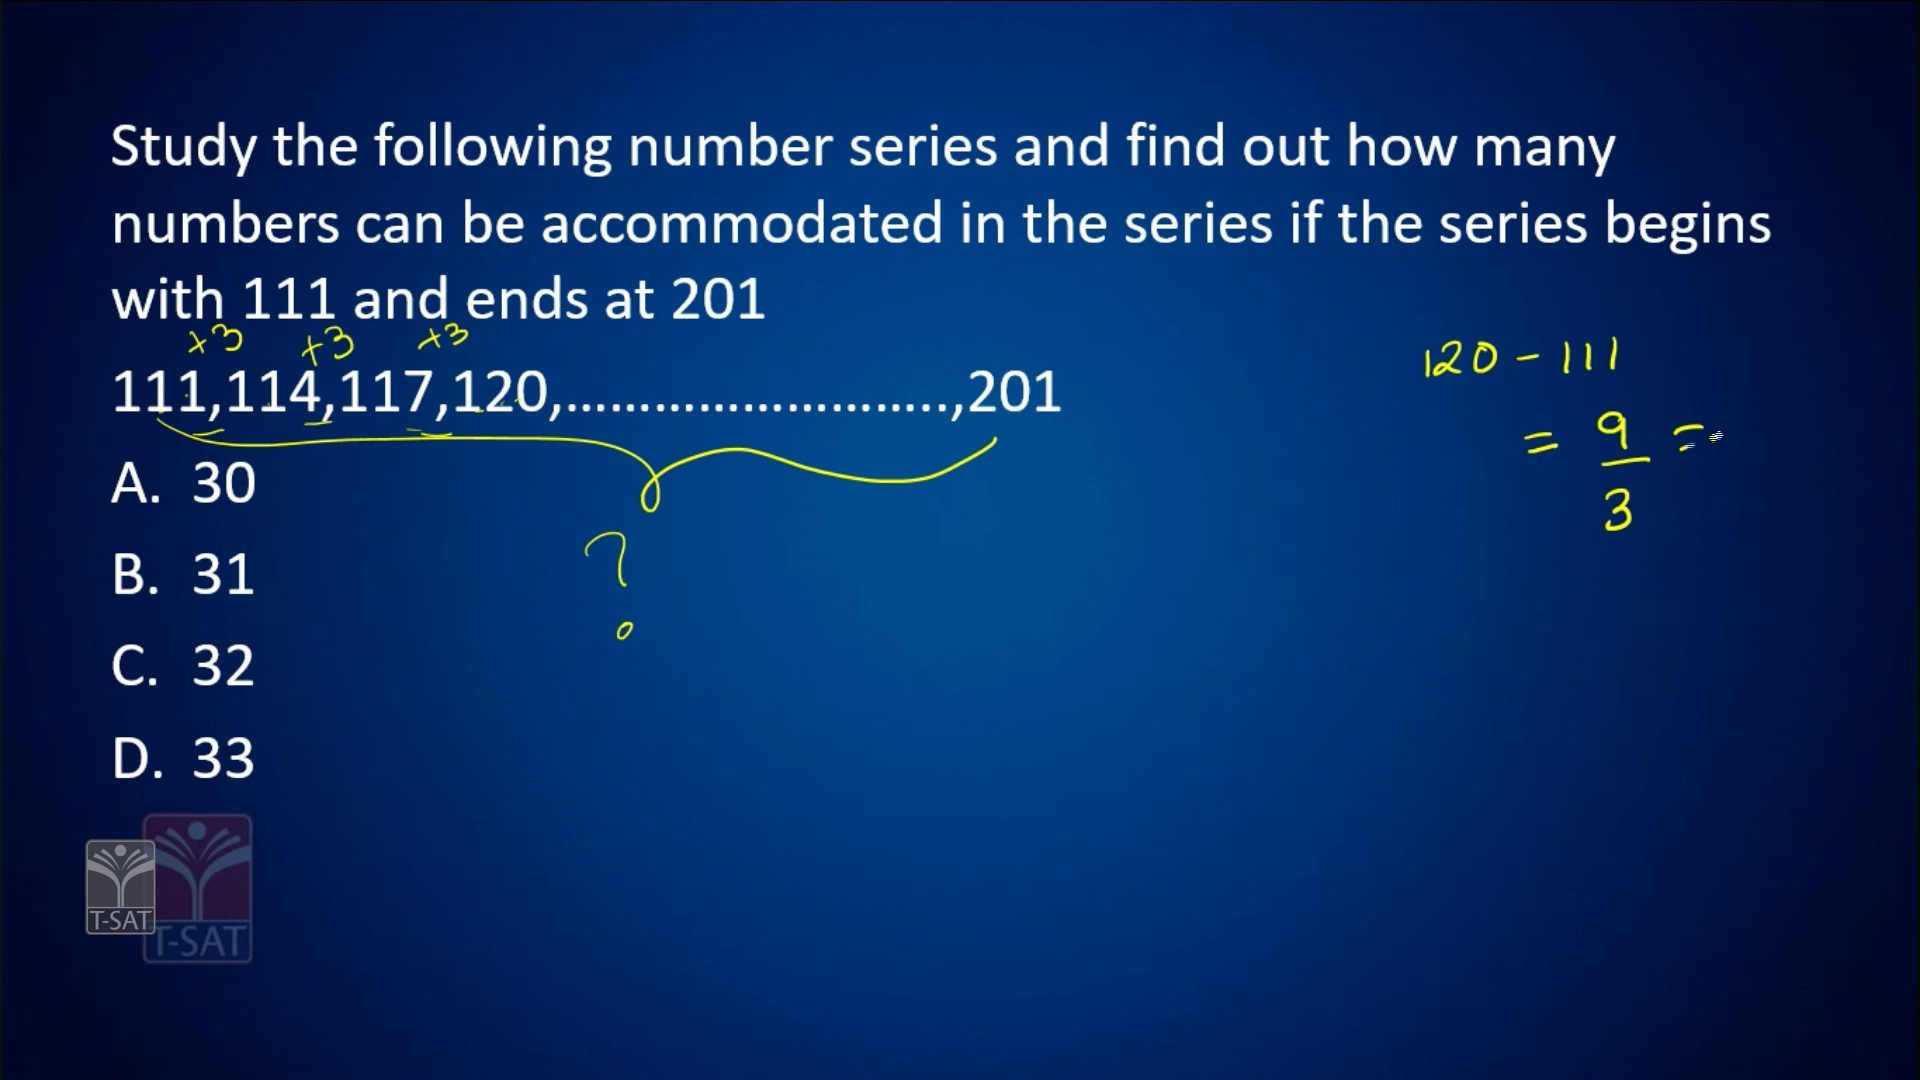 Study the following number series and find out how many
numbers can be accommodated in the series if the series begins
with 111 and ends at 201
+3 +3 +3
111,114,117,120,...........................,201
A. 30
B. 31
C. 32
D. 33
?
120 - 111
= 9/3 =
T-SAT
T-SAT